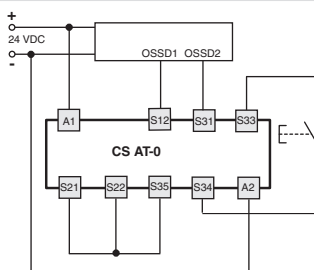 +
24 VDC
-
OSSD1 OSSD2
A1 S12 S31 S33
CS AT-0
S21 S22 S35 S34 A2